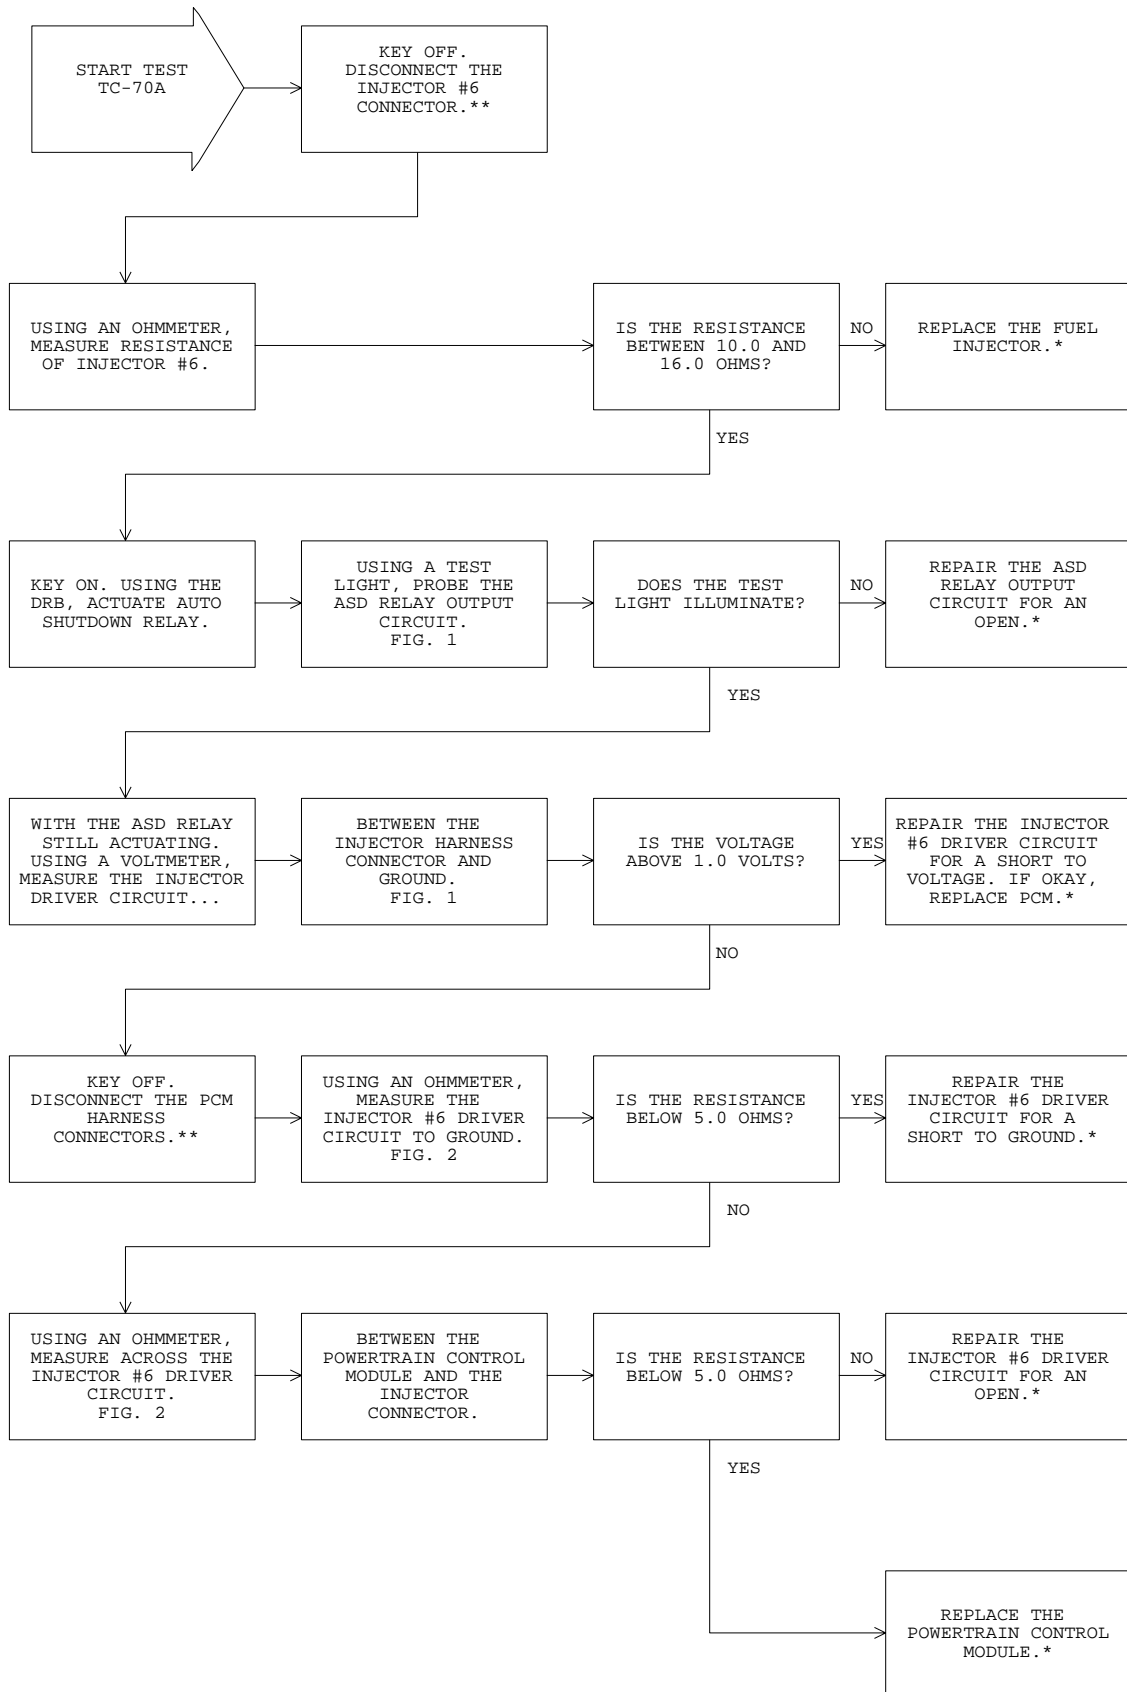 START TEST
TC-70A
KEY OFF.
DISCONNECT THE
INJECTOR #6
CONNECTOR.**
USING AN OHMMETER,
MEASURE RESISTANCE
OF INJECTOR #6.
IS THE RESISTANCE
BETWEEN 10.0 AND
16.0 OHMS?
NO
REPLACE THE FUEL
INJECTOR.*
YES
KEY ON. USING THE
DRB, ACTUATE AUTO
SHUTDOWN RELAY.
USING A TEST
LIGHT, PROBE THE
ASD RELAY OUTPUT
CIRCUIT.
FIG. 1
DOES THE TEST
LIGHT ILLUMINATE?
NO
REPAIR THE ASD
RELAY OUTPUT
CIRCUIT FOR AN
OPEN.*
YES
WITH THE ASD RELAY
STILL ACTUATING.
USING A VOLTMETER,
MEASURE THE INJECTOR
DRIVER CIRCUIT...
BETWEEN THE
INJECTOR HARNESS
CONNECTOR AND
GROUND.
FIG. 1
IS THE VOLTAGE
ABOVE 1.0 VOLTS?
YES
REPAIR THE INJECTOR
#6 DRIVER CIRCUIT
FOR A SHORT TO
VOLTAGE. IF OKAY,
REPLACE PCM.*
NO
KEY OFF.
DISCONNECT THE PCM
HARNESS
CONNECTORS.**
USING AN OHMMETER,
MEASURE THE
INJECTOR #6 DRIVER
CIRCUIT TO GROUND.
FIG. 2
IS THE RESISTANCE
BELOW 5.0 OHMS?
YES
REPAIR THE
INJECTOR #6 DRIVER
CIRCUIT FOR A
SHORT TO GROUND.*
NO
USING AN OHMMETER,
MEASURE ACROSS THE
INJECTOR #6 DRIVER
CIRCUIT.
FIG. 2
BETWEEN THE
POWERTRAIN CONTROL
MODULE AND THE
INJECTOR
CONNECTOR.
IS THE RESISTANCE
BELOW 5.0 OHMS?
NO
REPAIR THE
INJECTOR #6 DRIVER
CIRCUIT FOR AN
OPEN.*
YES
REPLACE THE
POWERTRAIN CONTROL
MODULE.*